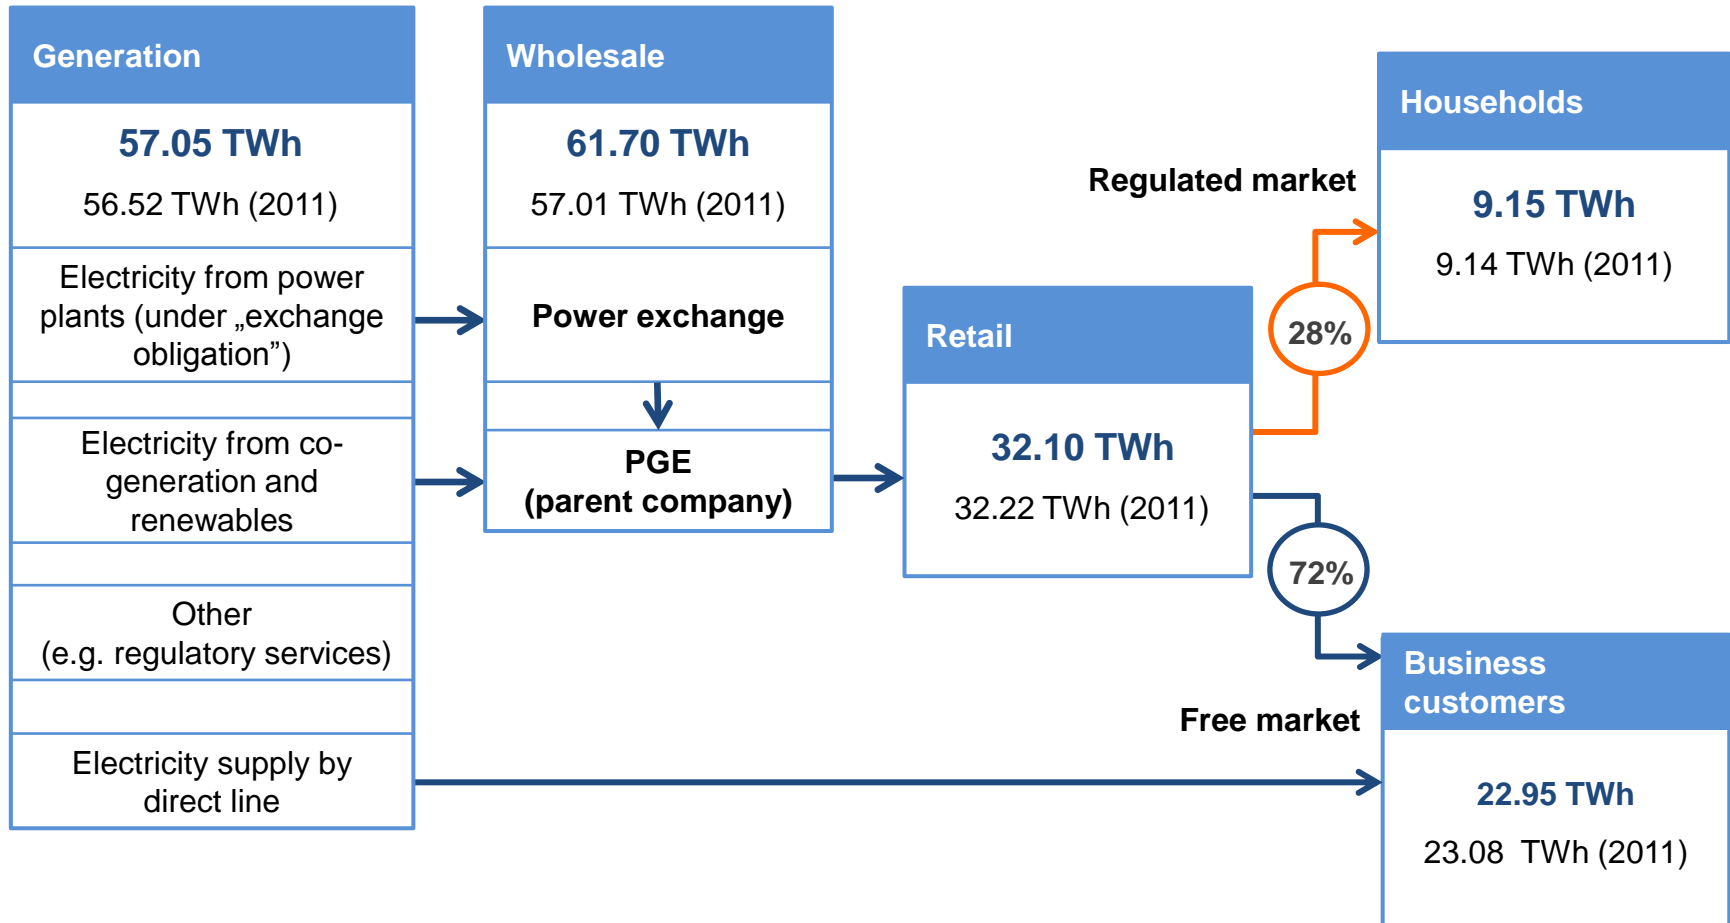 Generation
57.05 TWh
56.52 TWh (2011)
Electricity from power
plants (under „exchange
obligation”)
Electricity from co-
generation and
renewables
Other
(e.g. regulatory services)
Electricity supply by
direct line
Wholesale
61.70 TWh
57.01 TWh (2011)
Power exchange
PGE
(parent company)
Retail
32.10 TWh
32.22 TWh (2011)
Regulated market
28%
72%
Free market
Households
9.15 TWh
9.14 TWh (2011)
Business
customers
22.95 TWh
23.08  TWh (2011)